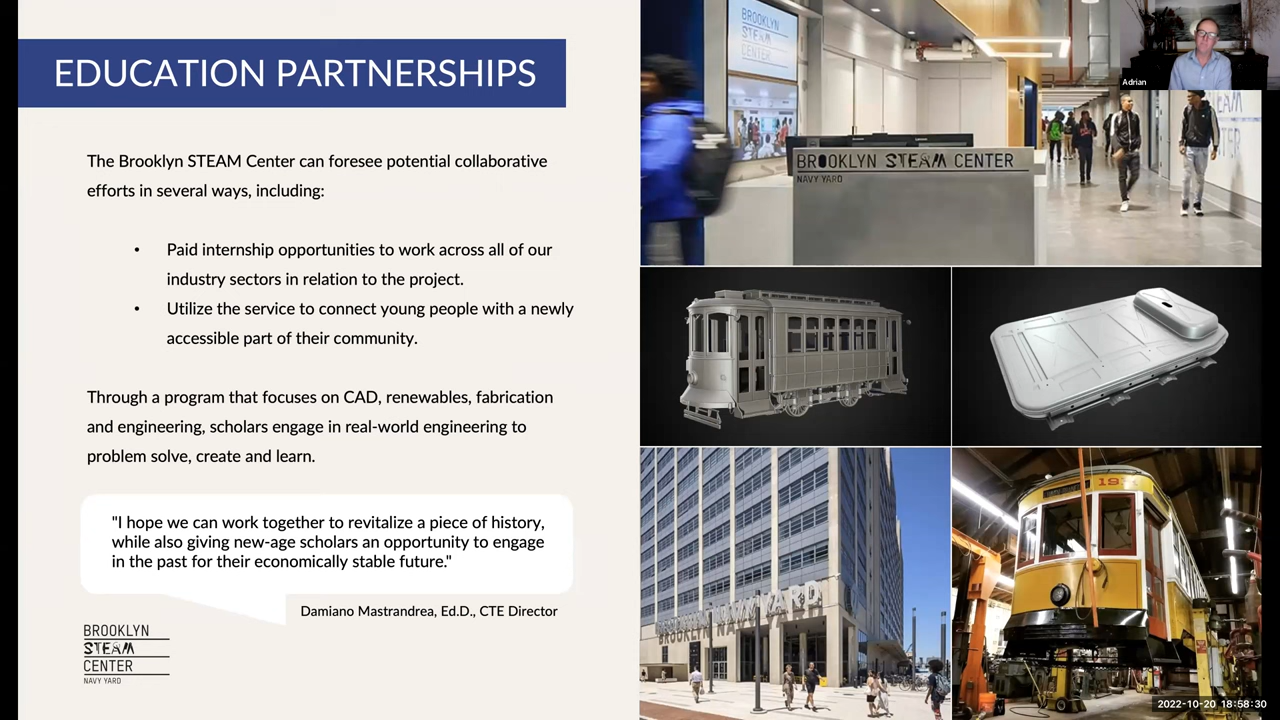 EDUCATION PARTNERSHIPS
The Brooklyn STEAM Center can foresee potential collaborative
efforts in several ways, including:
• Paid internship opportunities to work across all of our
industry sectors in relation to the project.
• Utilize the service to connect young people with a newly
accessible part of their community.
Through a program that focuses on CAD, renewables, fabrication
and engineering, scholars engage in real-world engineering to
problem solve, create and learn.
"I hope we can work together to revitalize a piece of history,
while also giving new-age scholars an opportunity to engage
in the past for their economically stable future."
Damiano Mastrandrea, Ed.D., CTE Director
BROOKLYN
STEAM
CENTER
NAVY YARD
BROOKLYN
STEAM
CENTER
BROOKLYN STEAM CENTER
NAVY YARD
Adrian
BROOKLYN NAVY YARD
2022-10-20 18:58:30